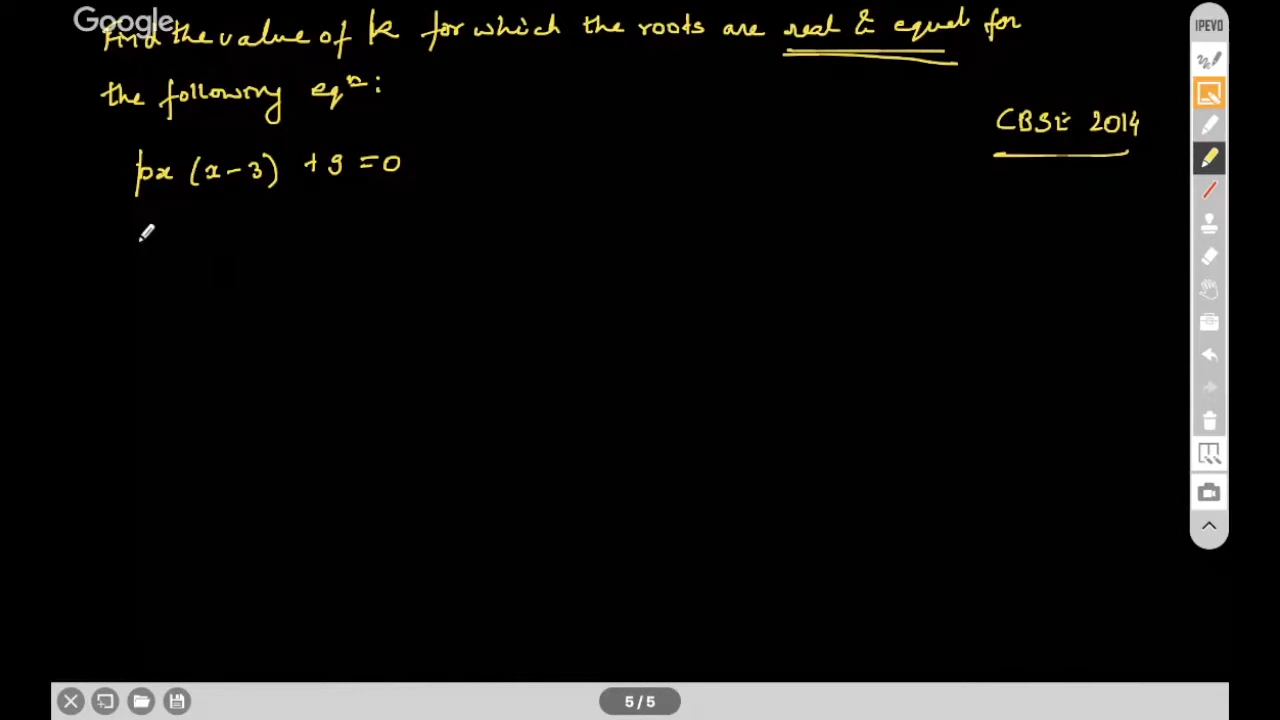 Google
Find the value of k for which the roots are real & equal for
the following eqⁿ:
CBSE 2014
px (x-3) + 9 = 0
IPEVO
5/5